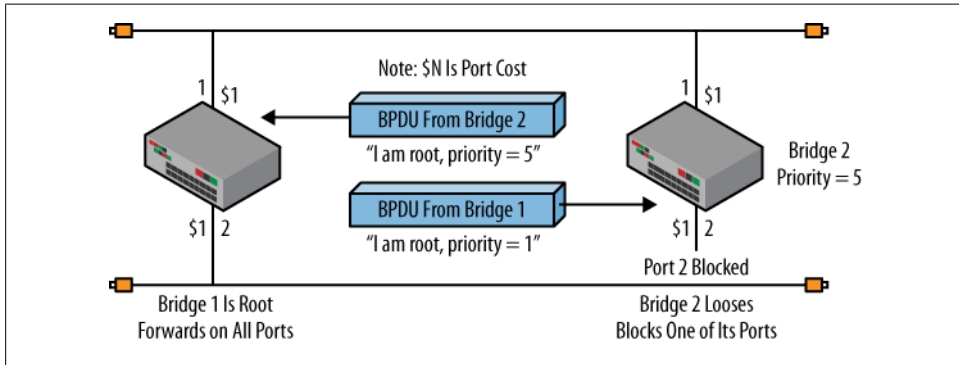 Note: $N Is Port Cost
1
$1
BPDU From Bridge 2
"I am root, priority = 5"
1
$1
Bridge 2
Priority = 5
BPDU From Bridge 1
"I am root, priority = 1"
$1
2
$1
2
Port 2 Blocked
Bridge 1 Is Root
Forwards on All Ports
Bridge 2 Looses
Blocks One of Its Ports